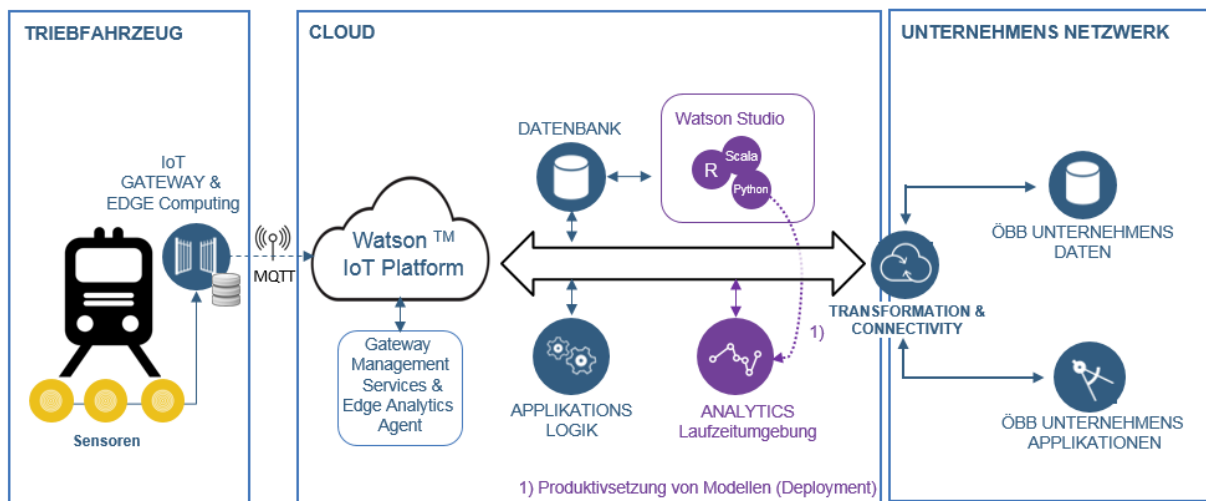 TRIEBFAHRZEUG
IoT
GATEWAY &
EDGE Computing
Sensoren
MQTT
CLOUD
Watson TM
IoT Platform
Gateway
Management
Services &
Edge Analytics
Agent
DATENBANK
Watson Studio
R
Scala
Python
APPLIKATIONS
LOGIK
ANALYTICS
Laufzeitumgebung
1)
1) Produktivsetzung von Modellen (Deployment)
UNTERNEHMENS NETZWERK
TRANSFORMATION &
CONNECTIVITY
ÖBB UNTERNEHMENS
DATEN
ÖBB UNTERNEHMENS
APPLIKATIONEN